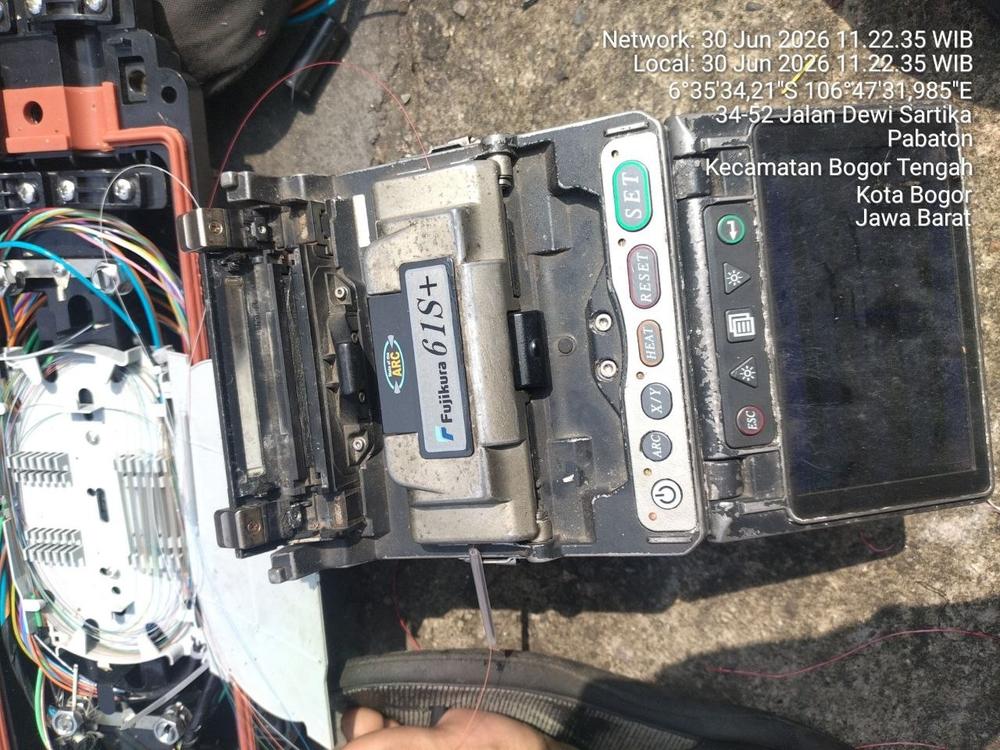 Network: 30 Jun 2026 11.22.35 WIB
Local: 30 Jun 2026 11.22.35 WIB
6°35'34,21"S 106°47'31,985"E
34-52 Jalan Dewi Sartika
Pabaton
Kecamatan Bogor Tengah
Kota Bogor
Jawa Barat
SET
RESET
HEAT
X/Y
ARC
ESC
ARC
Fujikura 61S+